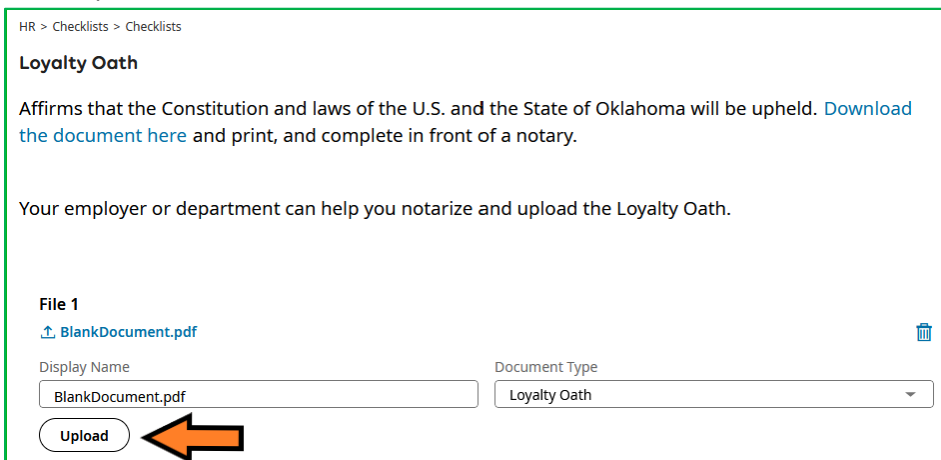 HR > Checklists > Checklists
Loyalty Oath
Affirms that the Constitution and laws of the U.S. and the State of Oklahoma will be upheld. Download
the document here and print, and complete in front of a notary.
Your employer or department can help you notarize and upload the Loyalty Oath.
File 1
BlankDocument.pdf
Display Name
Document Type
BlankDocument.pdf
Loyalty Oath
Upload